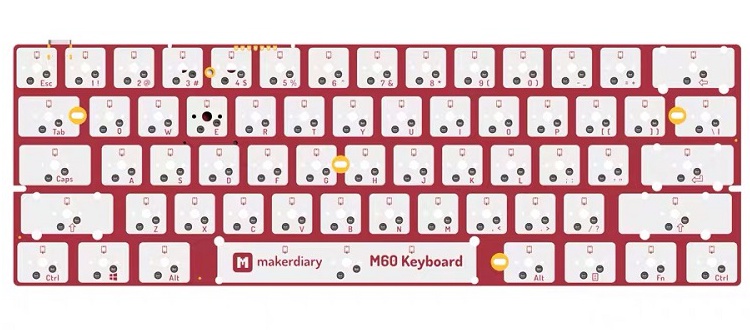 Esc 1 ! 2 @ 3 # 4 $ 5 % 6 ^ 7 & 8 * 9 ( 0 ) - _ = + ←
Tab Q W E R T Y U I O P [ { ] } \ |
Caps A S D F G H J K L ; : ' "
⇧ Z X C V B N M , < . > / ? ⇧
Ctrl Alt M makerdiary M60 Keyboard Alt Fn Ctrl